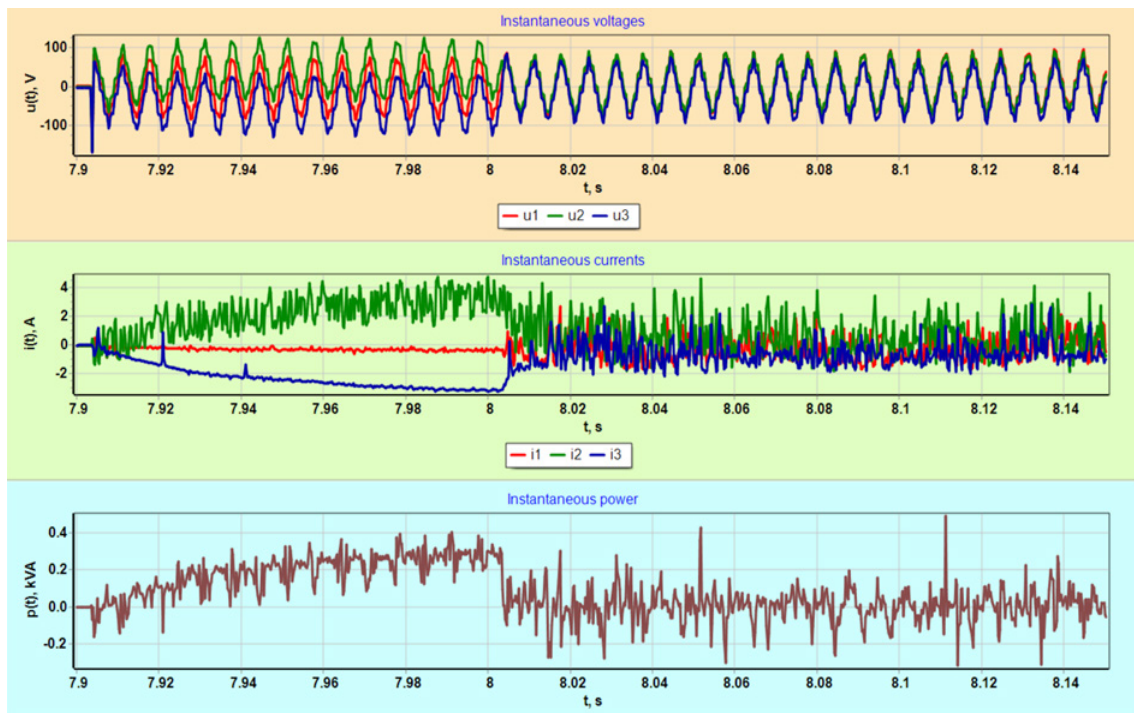 Instantaneous voltages
100
0
-100
u(t), V
7.9 7.92 7.94 7.96 7.98 8 8.02 8.04 8.06 8.08 8.1 8.12 8.14
t, s
u1 u2 u3
Instantaneous currents
4
2
0
-2
i(t), A
7.9 7.92 7.94 7.96 7.98 8 8.02 8.04 8.06 8.08 8.1 8.12 8.14
t, s
i1 i2 i3
Instantaneous power
0.4
0.2
0.0
-0.2
p(t), kVA
7.9 7.92 7.94 7.96 7.98 8 8.02 8.04 8.06 8.08 8.1 8.12 8.14
t, s